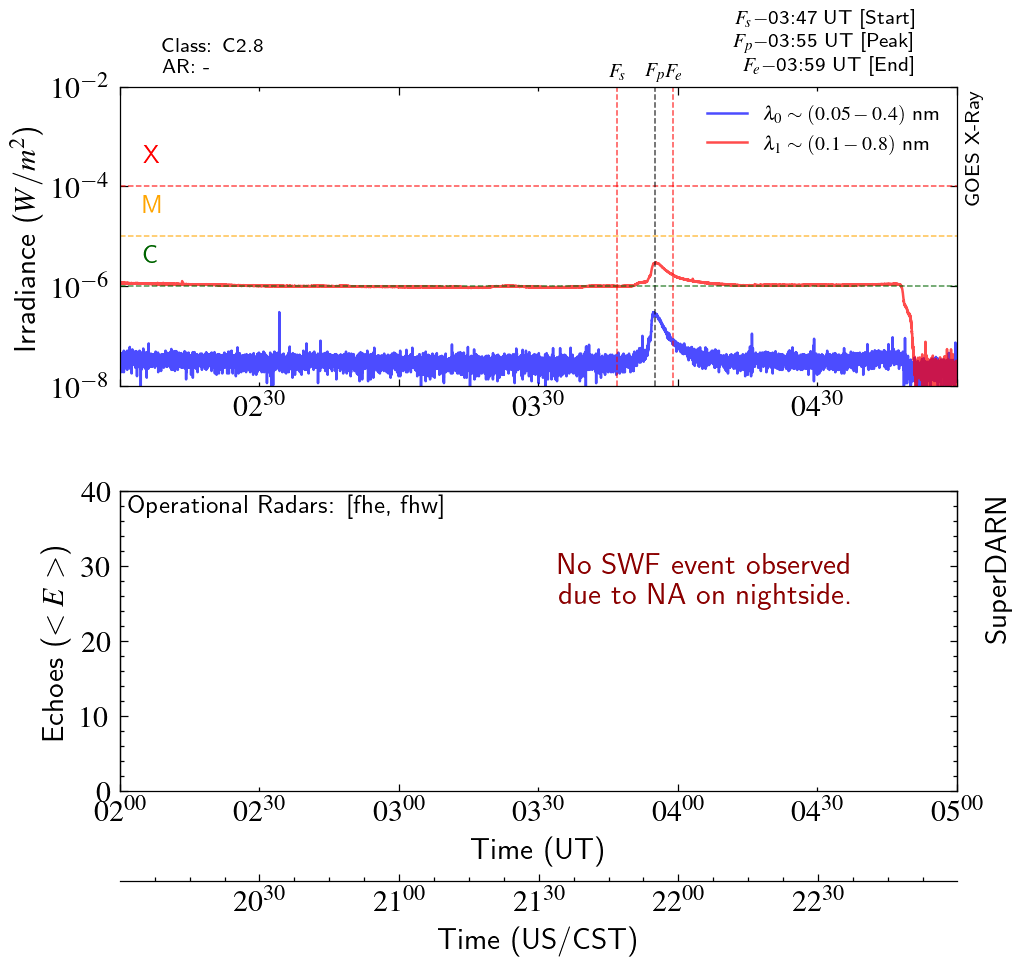 F_s−03:47 UT [Start]
Class: C2.8
F_p−03:55 UT [Peak]
AR: -
F_e−03:59 UT [End]
F_s F_p F_e
10^−2
λ_0 ~ (0.05 − 0.4) nm
λ_1 ~ (0.1 − 0.8) nm
GOES X-Ray
X
10^−4
M
Irradiance (W/m^2)
C
10^−6
10^−8
02^30 03^30 04^30
40
Operational Radars: [fhe, fhw]
No SWF event observed
due to NA on nightside.
30
Echoes (< E >)
SuperDARN
20
10
0
02^00 02^30 03^00 03^30 04^00 04^30 05^00
Time (UT)
20^30 21^00 21^30 22^00 22^30
Time (US/CST)